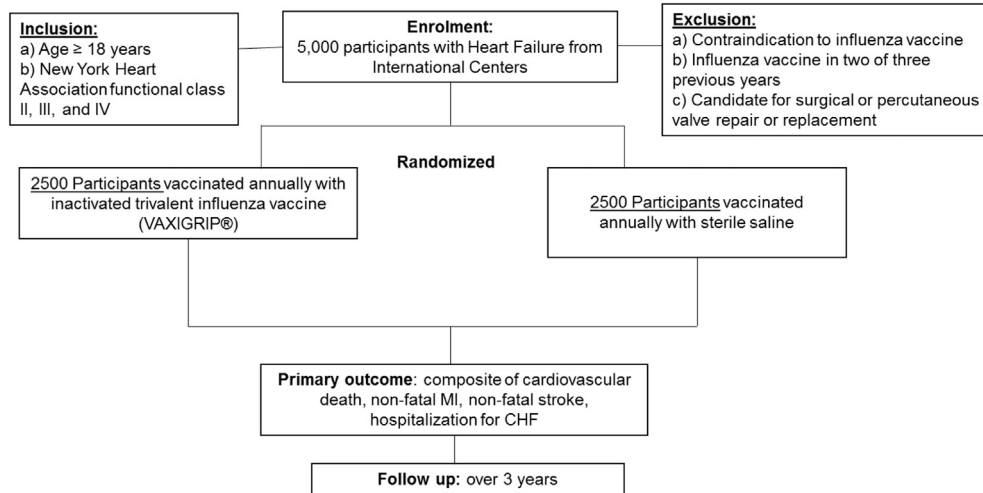 Inclusion:
a) Age ≥ 18 years
b) New York Heart
Association functional class
II, III, and IV
Enrolment:
5,000 participants with Heart Failure from
International Centers
Exclusion:
a) Contraindication to influenza vaccine
b) Influenza vaccine in two of three
previous years
c) Candidate for surgical or percutaneous
valve repair or replacement
Randomized
2500 Participants vaccinated annually with
inactivated trivalent influenza vaccine
(VAXIGRIP®)
2500 Participants vaccinated
annually with sterile saline
Primary outcome: composite of cardiovascular
death, non-fatal MI, non-fatal stroke,
hospitalization for CHF
Follow up: over 3 years